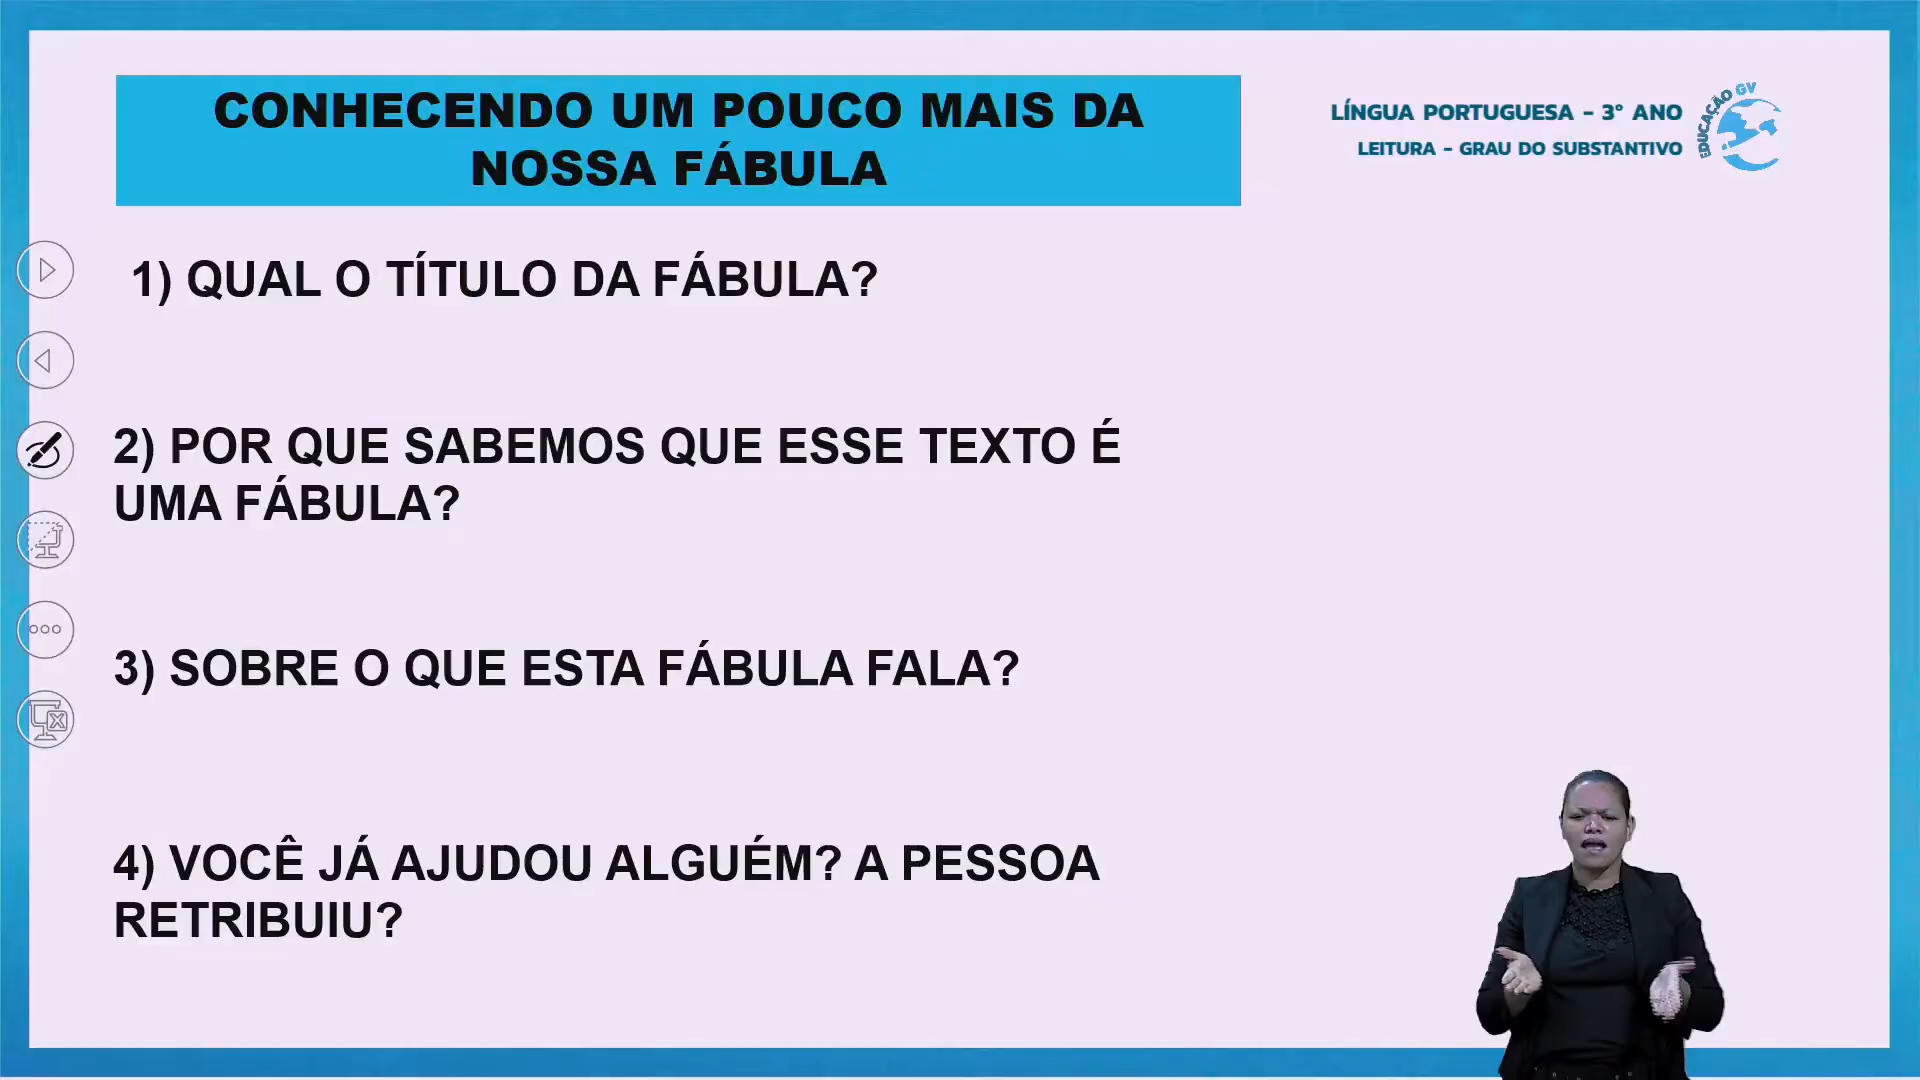 CONHECENDO UM POUCO MAIS DA
NOSSA FÁBULA
LÍNGUA PORTUGUESA - 3º ANO
LEITURA - GRAU DO SUBSTANTIVO
EDUCAÇÃO GV
1) QUAL O TÍTULO DA FÁBULA?
2) POR QUE SABEMOS QUE ESSE TEXTO É
UMA FÁBULA?
3) SOBRE O QUE ESTA FÁBULA FALA?
4) VOCÊ JÁ AJUDOU ALGUÉM? A PESSOA
RETRIBUIU?